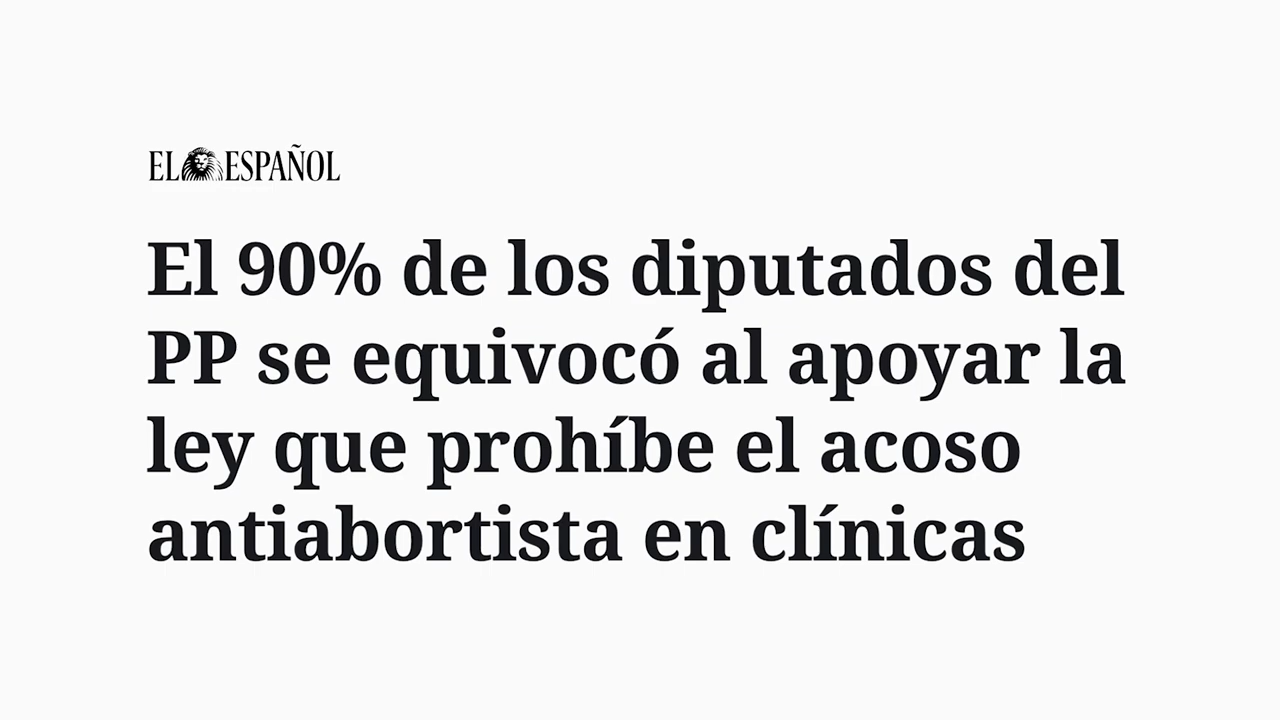 EL ESPAÑOL
El 90% de los diputados del
PP se equivocó al apoyar la
ley que prohíbe el acoso
antiabortista en clínicas